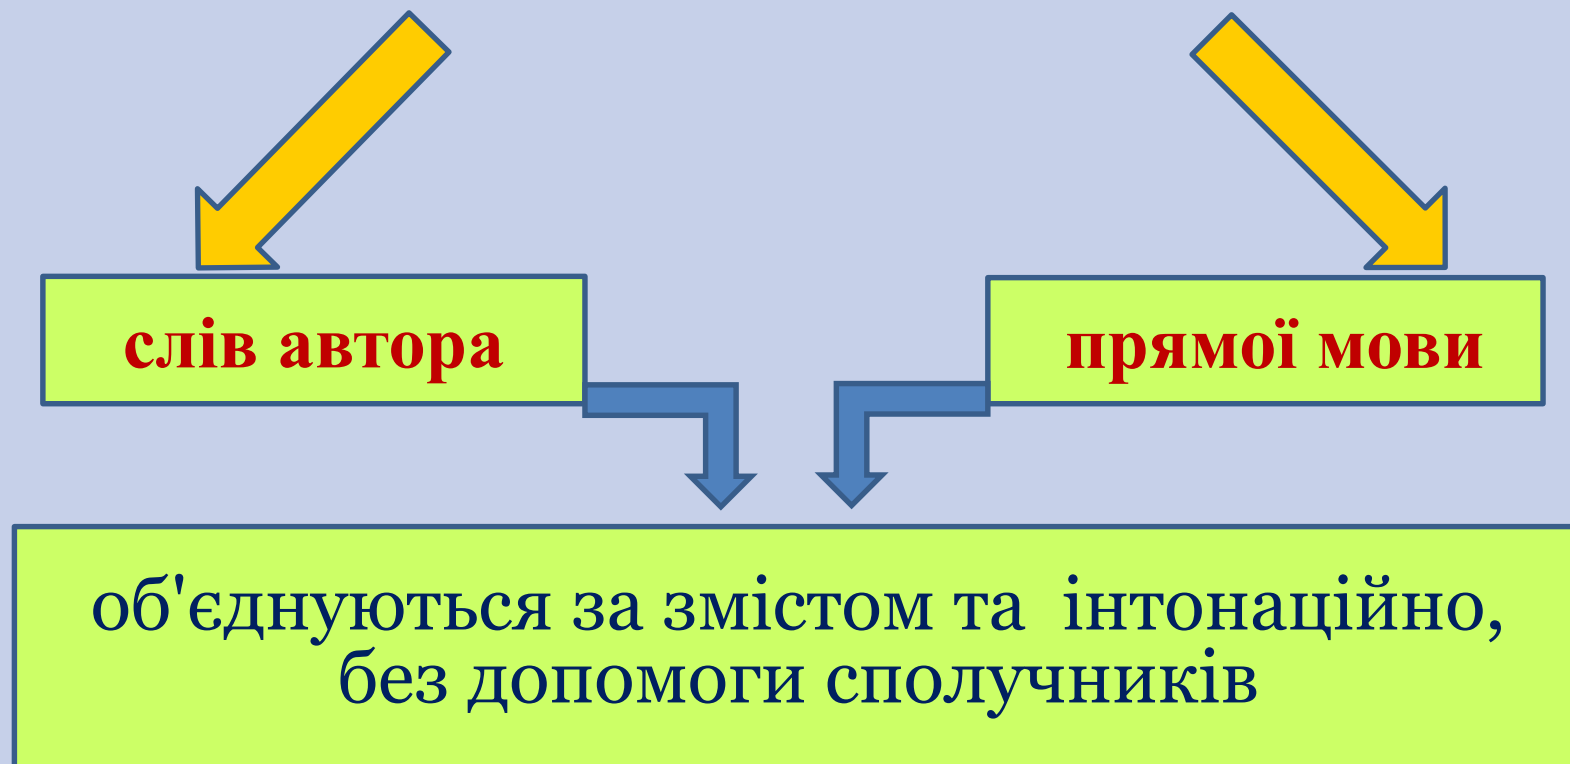 слів автора
прямої мови
об'єднуються за змістом та інтонаційно,
без допомоги сполучників